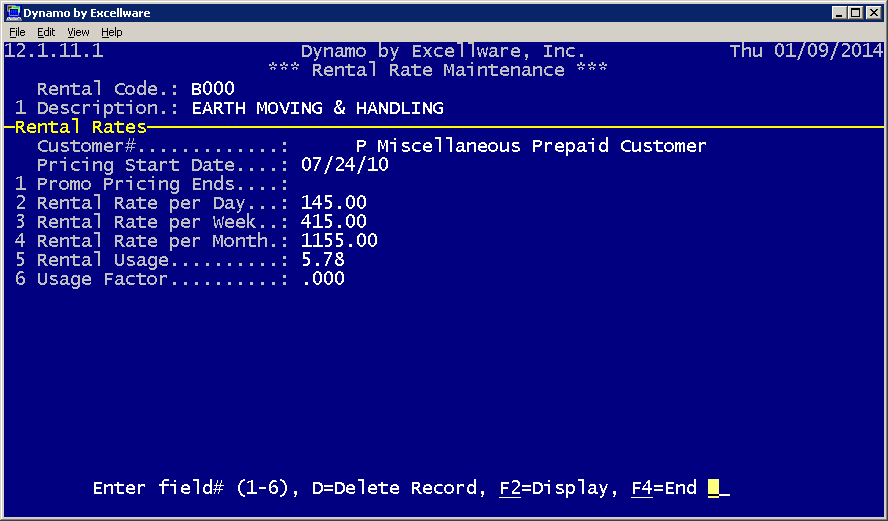 Dynamo by Excellware
File Edit View Help
12.1.11.1 Dynamo by Excellware, Inc. Thu 01/09/2014
*** Rental Rate Maintenance ***
Rental Code.: B000
1 Description.: EARTH MOVING & HANDLING
Rental Rates
Customer#.............: P Miscellaneous Prepaid Customer
Pricing Start Date....: 07/24/10
1 Promo Pricing Ends....:
2 Rental Rate per Day...: 145.00
3 Rental Rate per Week..: 415.00
4 Rental Rate per Month.: 1155.00
5 Rental Usage..........: 5.78
6 Usage Factor..........: .000
Enter field# (1-6), D=Delete Record, F2=Display, F4=End